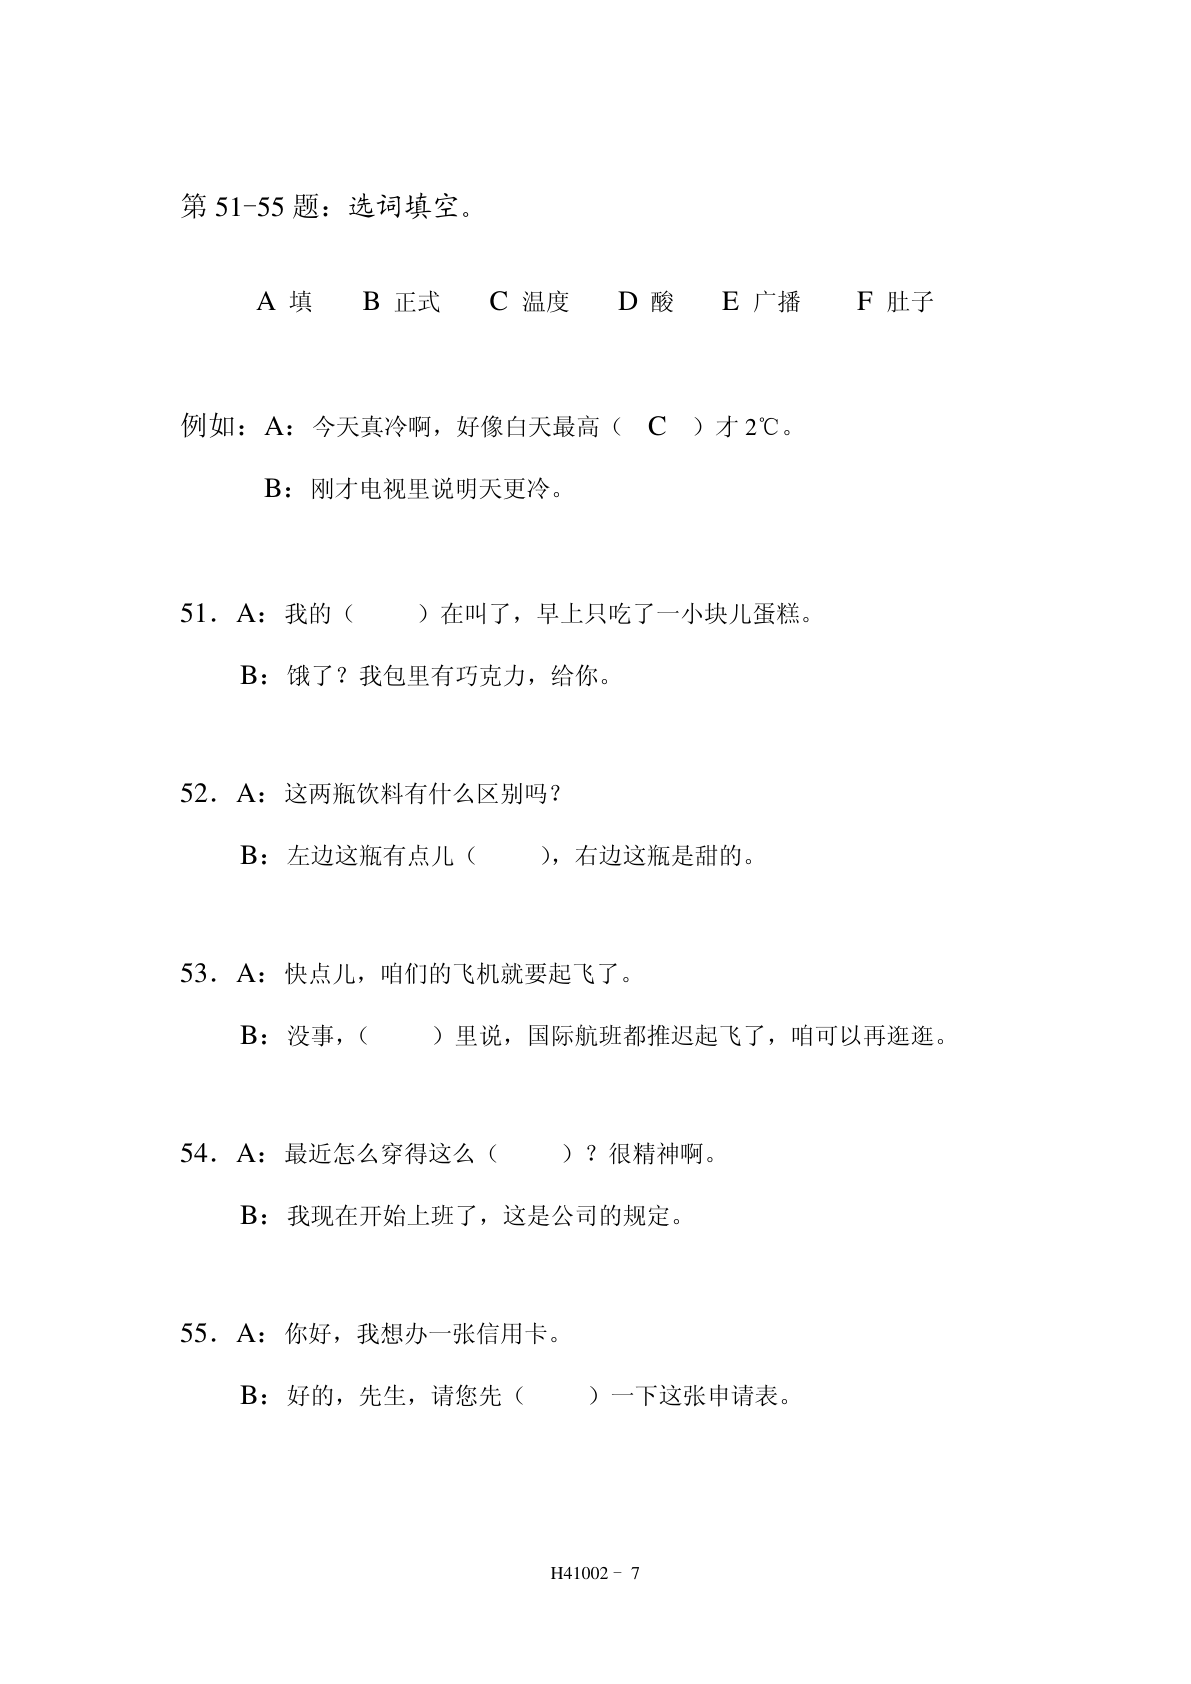 第 51-55 题：选词填空。
A 填 B 正式 C 温度 D 酸 E 广播 F 肚子
例如：A：今天真冷啊，好像白天最高（ C ）才 2℃。
B：刚才电视里说明天更冷。
51．A：我的（ ）在叫了，早上只吃了一小块儿蛋糕。
B：饿了？我包里有巧克力，给你。
52．A：这两瓶饮料有什么区别吗？
B：左边这瓶有点儿（ ），右边这瓶是甜的。
53．A：快点儿，咱们的飞机就要起飞了。
B：没事，（ ）里说，国际航班都推迟起飞了，咱可以再逛逛。
54．A：最近怎么穿得这么（ ）？很精神啊。
B：我现在开始上班了，这是公司的规定。
55．A：你好，我想办一张信用卡。
B：好的，先生，请您先（ ）一下这张申请表。
H41002 - 7